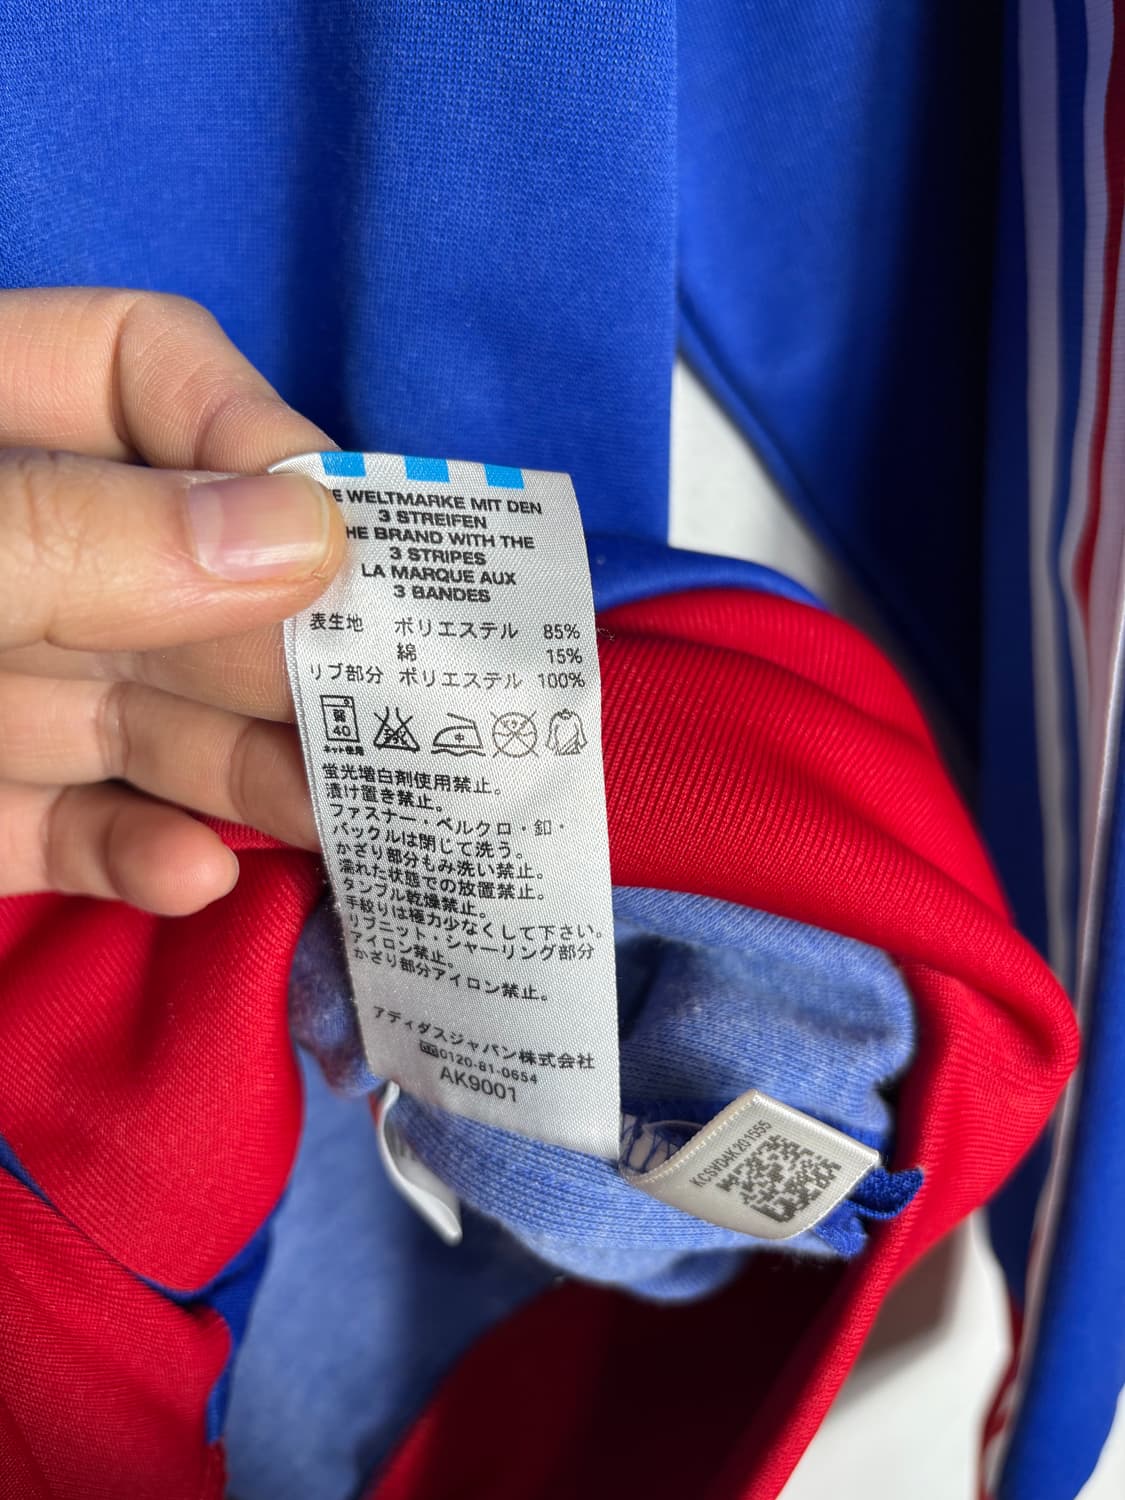 E WELTMARKE MIT DEN
3 STREIFEN
HE BRAND WITH THE
3 STRIPES
LA MARQUE AUX
3 BANDES
表生地 ポリエステル 85%
綿 15%
リブ部分 ポリエステル 100%
弱
40
ネット使用
蛍光増白剤使用禁止。
漬け置き禁止。
ファスナー・ベルクロ・釦・
バックルは閉じて洗う。
かざり部分もみ洗い禁止。
濡れた状態での放置禁止。
タンブル乾燥禁止。
手絞りは極力少なくして下さい。
リブニット・シャーリング部分
アイロン禁止。
かざり部分アイロン禁止。
アディダスジャパン株式会社
0120-81-0654
AK9001